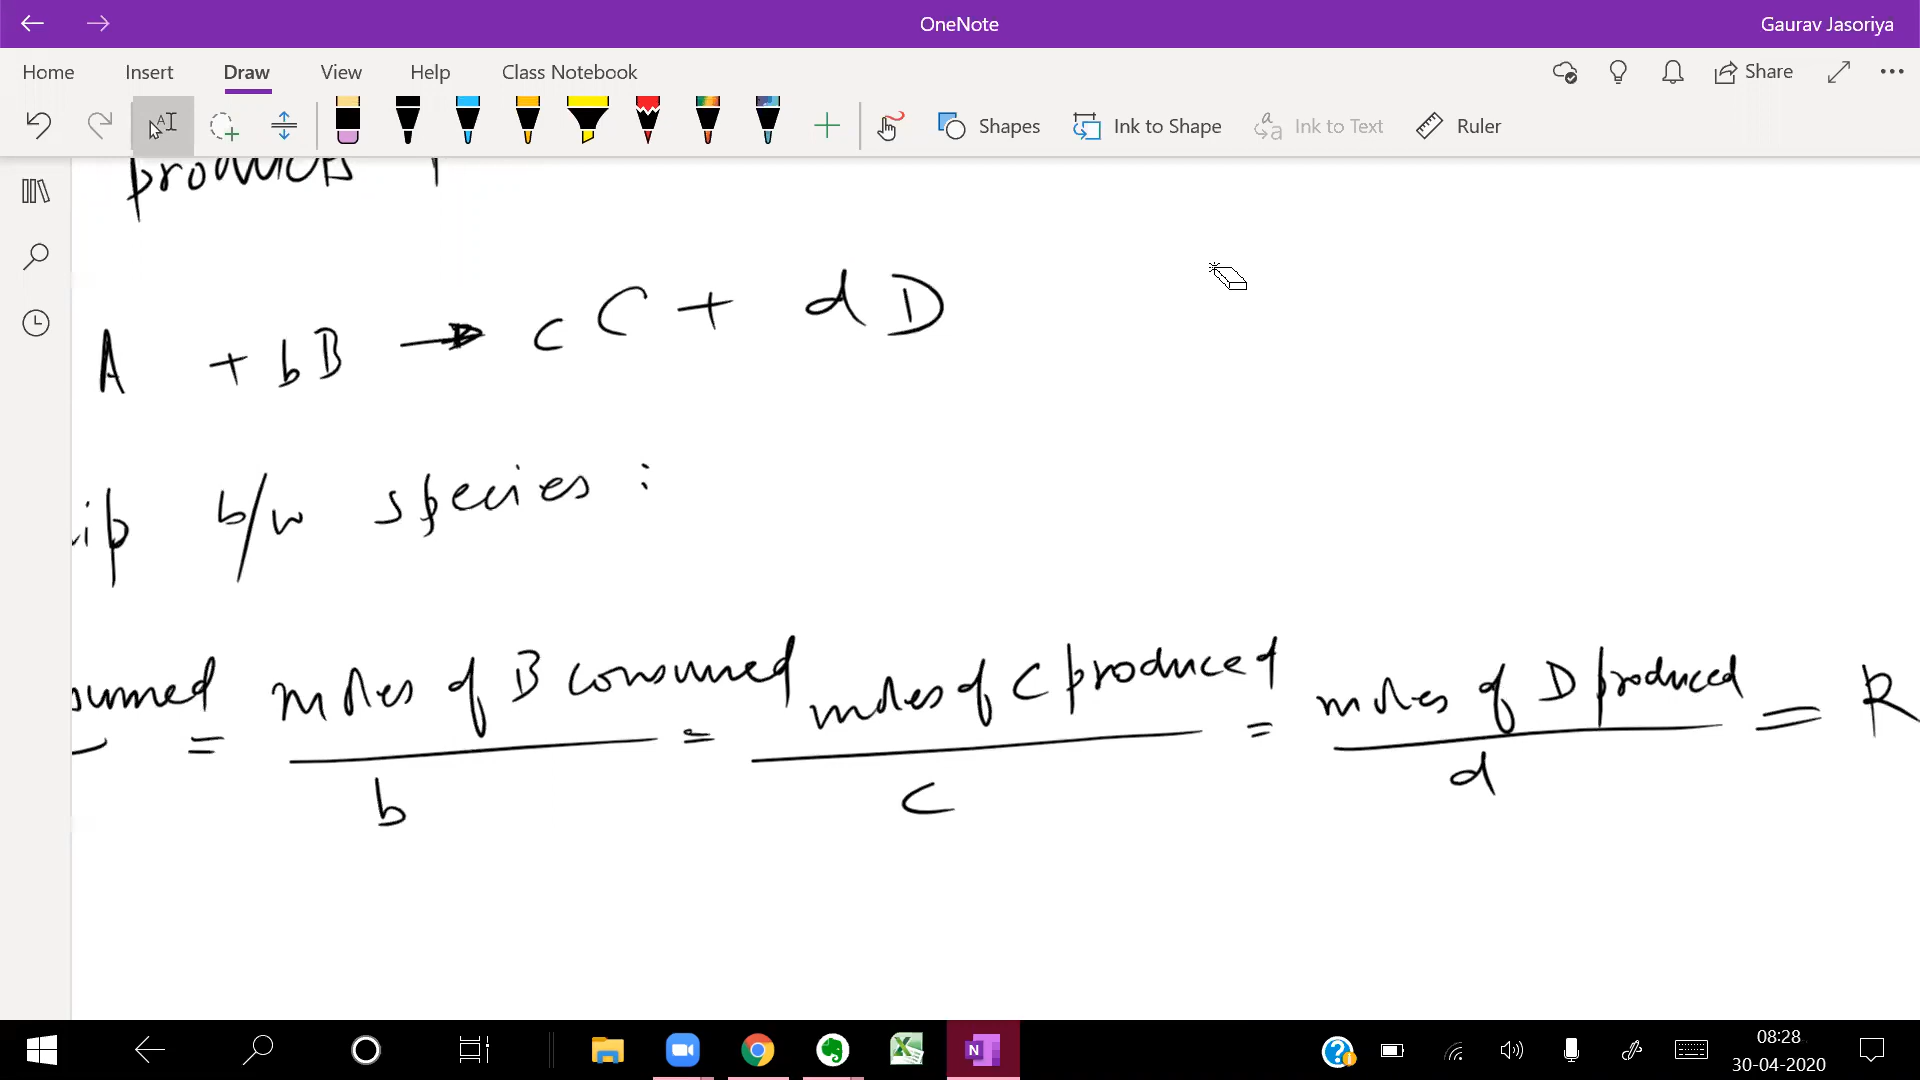 OneNote
Gaurav Jasoriya
Home Insert Draw View Help Class Notebook Share
Shapes Ink to Shape Ink to Text Ruler
products
A + bB → cC + dD
ip b/w species :
sumed = moles of B consumed / b = moles of C produced / c = moles of D produced / d = R
08:28
30-04-2020